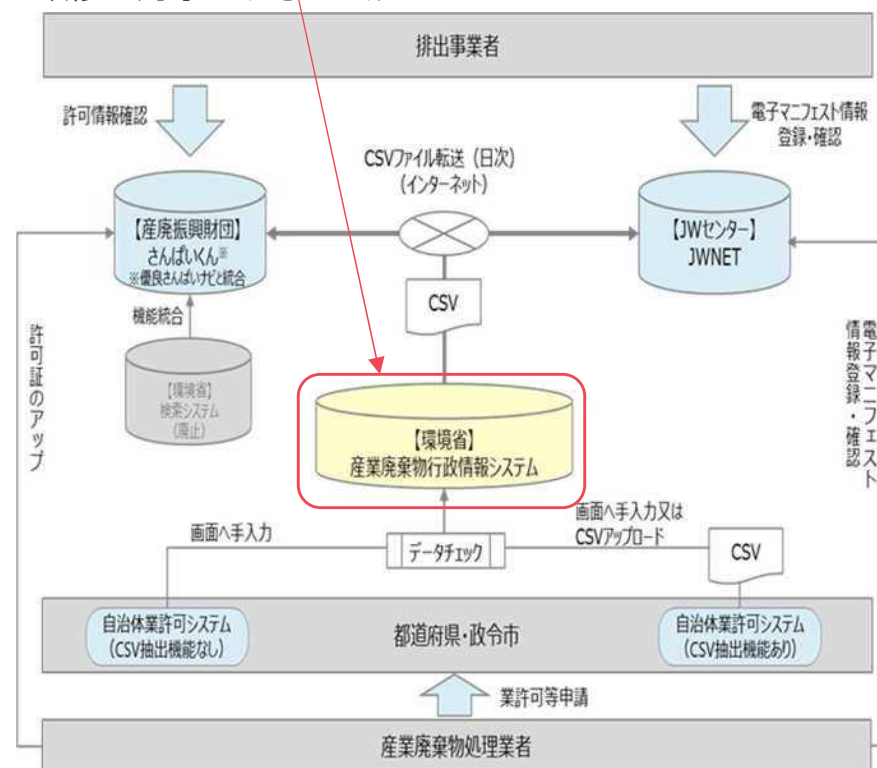 排出事業者
許可情報確認
電子マニフェスト情報
登録・確認
CSVファイル転送（日次）
（インターネット）
【産廃振興財団】
さんぱいくん※
※優良さんぱいナビと統合
【JWセンター】
JWNET
CSV
機能統合
【環境省】
検索システム
（廃止）
許可証のアップ
電子マニフェスト
情報登録・確認
【環境省】
産業廃棄物行政情報システム
画面へ手入力
データチェック
画面へ手入力又は
CSVアップロード
CSV
自治体業許可システム
（CSV抽出機能なし）
都道府県・政令市
自治体業許可システム
（CSV抽出機能あり）
業許可等申請
産業廃棄物処理業者